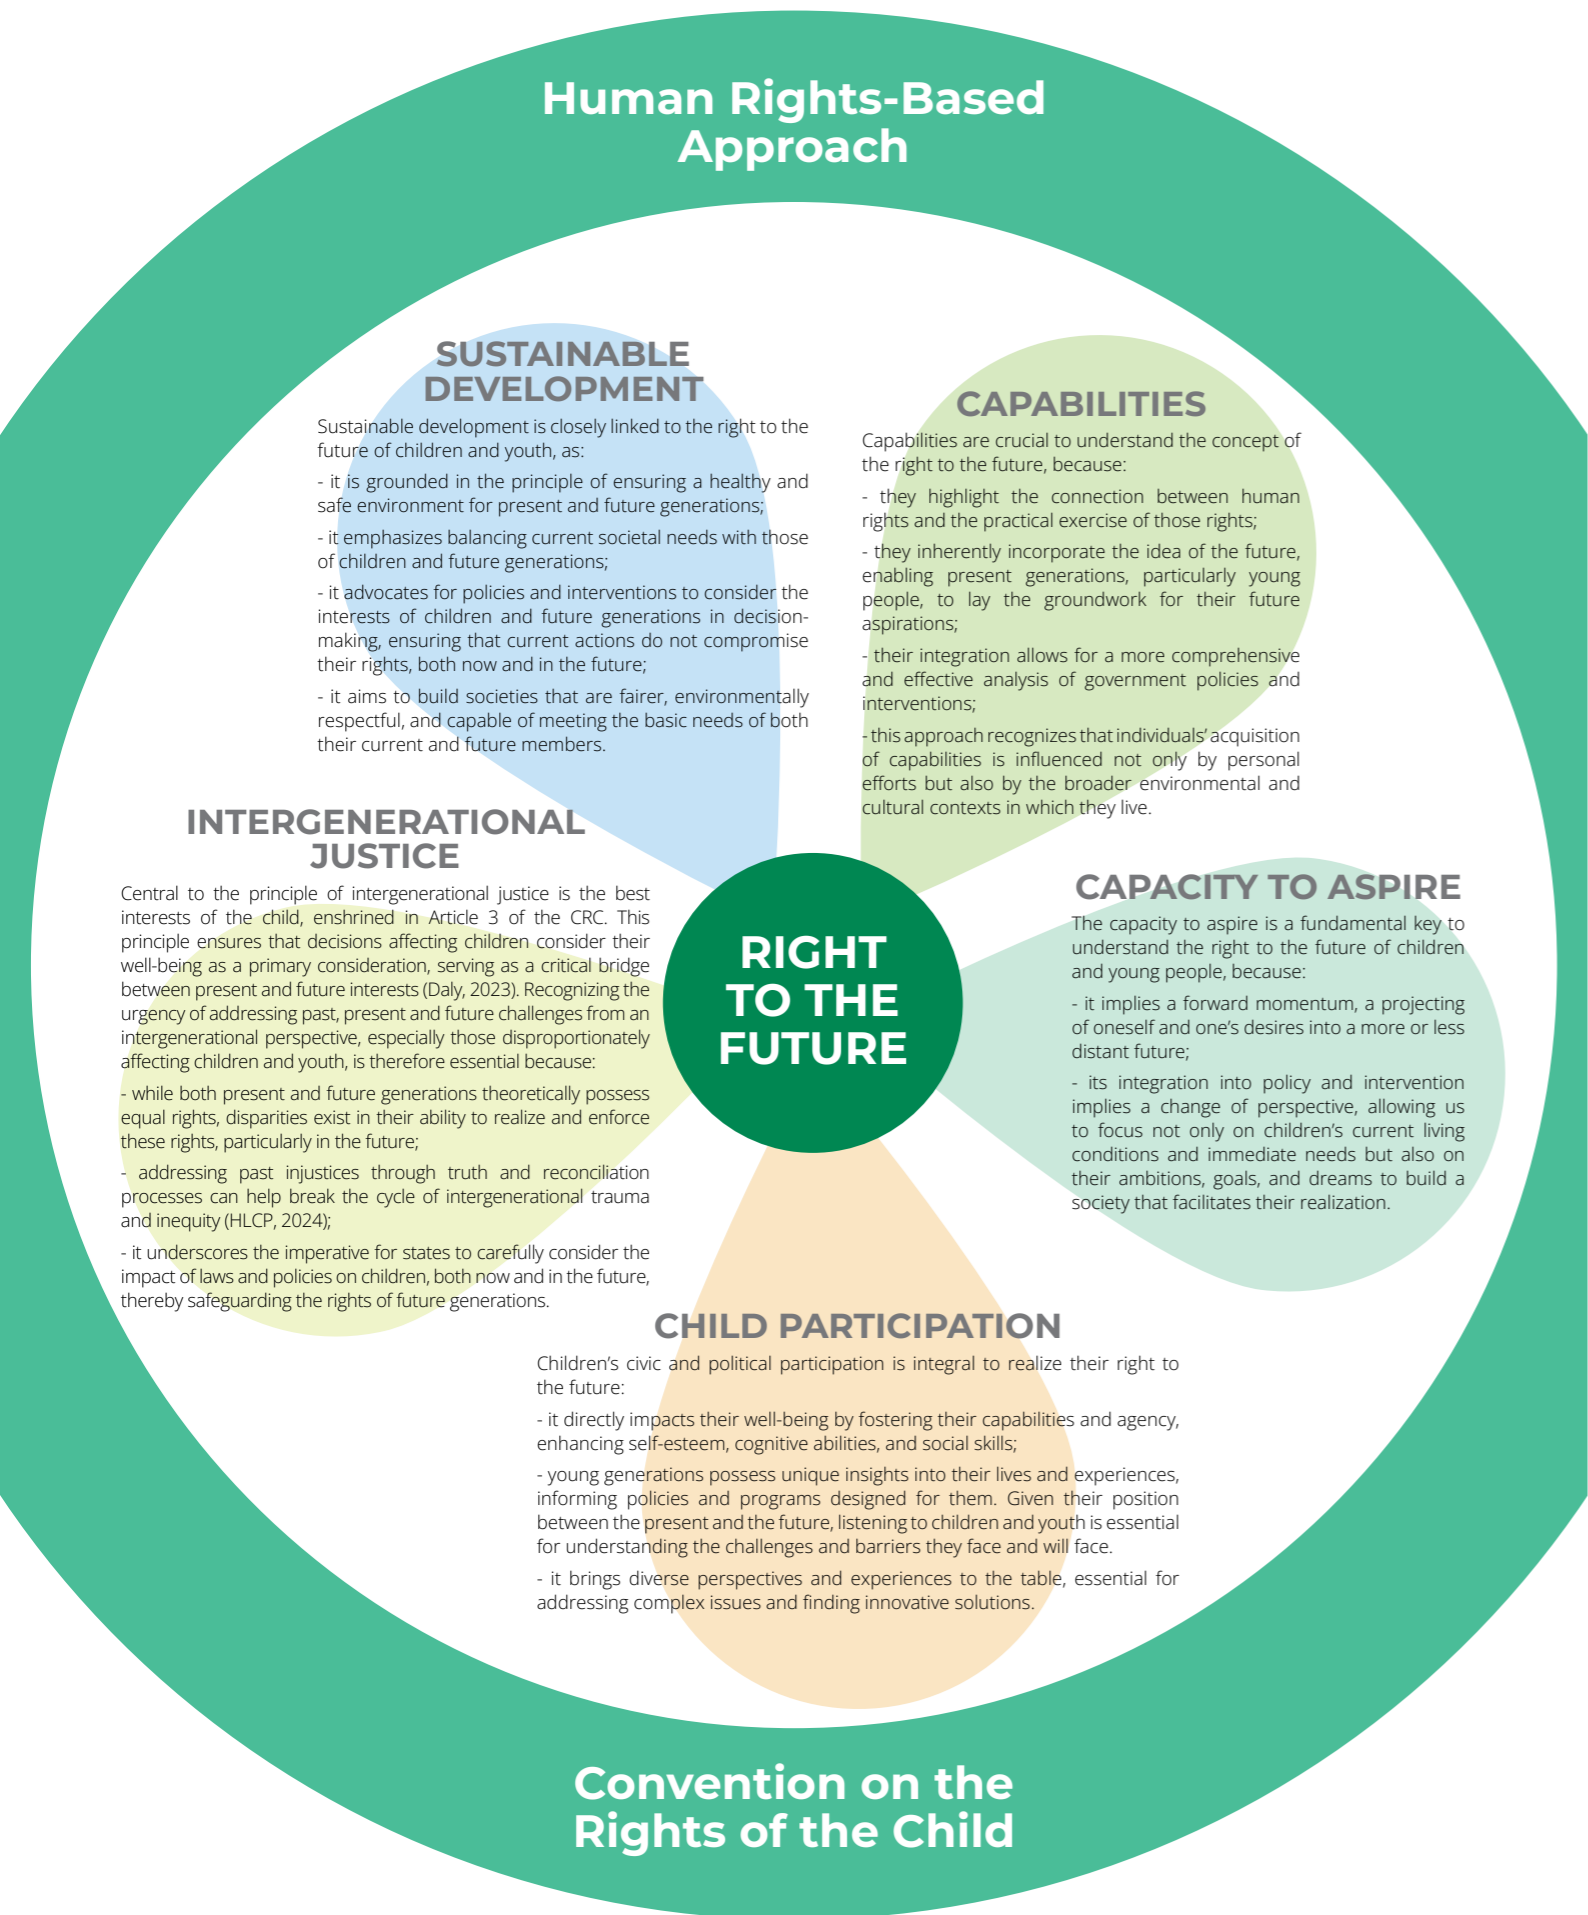 Human Rights-Based
Approach
SUSTAINABLE
DEVELOPMENT
Sustainable development is closely linked to the right to the
future of children and youth, as:
- it is grounded in the principle of ensuring a healthy and
safe environment for present and future generations;
- it emphasizes balancing current societal needs with those
of children and future generations;
- it advocates for policies and interventions to consider the
interests of children and future generations in decision-
making, ensuring that current actions do not compromise
their rights, both now and in the future;
- it aims to build societies that are fairer, environmentally
respectful, and capable of meeting the basic needs of both
their current and future members.
CAPABILITIES
Capabilities are crucial to understand the concept of
the right to the future, because:
- they highlight the connection between human
rights and the practical exercise of those rights;
- they inherently incorporate the idea of the future,
enabling present generations, particularly young
people, to lay the groundwork for their future
aspirations;
- their integration allows for a more comprehensive
and effective analysis of government policies and
interventions;
- this approach recognizes that individuals' acquisition
of capabilities is influenced not only by personal
efforts but also by the broader environmental and
cultural contexts in which they live.
INTERGENERATIONAL
JUSTICE
Central to the principle of intergenerational justice is the best
interests of the child, enshrined in Article 3 of the CRC. This
principle ensures that decisions affecting children consider their
well-being as a primary consideration, serving as a critical bridge
between present and future interests (Daly, 2023). Recognizing the
urgency of addressing past, present and future challenges from an
intergenerational perspective, especially those disproportionately
affecting children and youth, is therefore essential because:
- while both present and future generations theoretically possess
equal rights, disparities exist in their ability to realize and enforce
these rights, particularly in the future;
- addressing past injustices through truth and reconciliation
processes can help break the cycle of intergenerational trauma
and inequity (HLCP, 2024);
- it underscores the imperative for states to carefully consider the
impact of laws and policies on children, both now and in the future,
thereby safeguarding the rights of future generations.
RIGHT
TO THE
FUTURE
CAPACITY TO ASPIRE
The capacity to aspire is a fundamental key to
understand the right to the future of children
and young people, because:
- it implies a forward momentum, a projecting
of oneself and one's desires into a more or less
distant future;
- its integration into policy and intervention
implies a change of perspective, allowing us
to focus not only on children's current living
conditions and immediate needs but also on
their ambitions, goals, and dreams to build a
society that facilitates their realization.
CHILD PARTICIPATION
Children's civic and political participation is integral to realize their right to
the future:
- it directly impacts their well-being by fostering their capabilities and agency,
enhancing self-esteem, cognitive abilities, and social skills;
- young generations possess unique insights into their lives and experiences,
informing policies and programs designed for them. Given their position
between the present and the future, listening to children and youth is essential
for understanding the challenges and barriers they face and will face.
- it brings diverse perspectives and experiences to the table, essential for
addressing complex issues and finding innovative solutions.
Convention on the
Rights of the Child